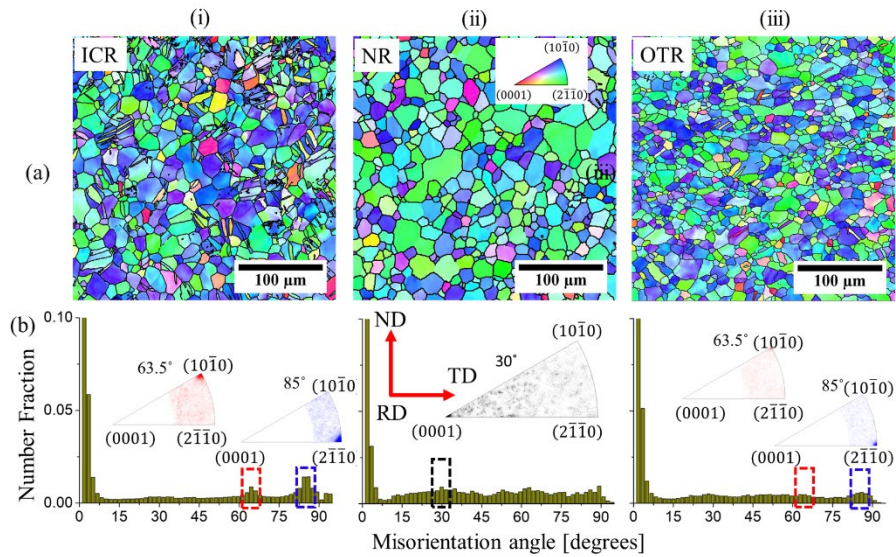 (i) (ii) (iii)
ICR NR OTR
(101̅0)
(0001) (21̅1̅0)
(a)
(iii)
100 μm 100 μm 100 μm
(b)
0.10
0.05
0.00
Number Fraction
63.5° (101̅0)
(0001) (21̅1̅0)
85° (101̅0)
(0001) (21̅1̅0)
ND
TD
RD
30°
(101̅0)
(0001) (21̅1̅0)
63.5° (101̅0)
(0001) (21̅1̅0)
85° (101̅0)
(0001) (21̅1̅0)
0 15 30 45 60 75 90 0 15 30 45 60 75 90 0 15 30 45 60 75 90
Misorientation angle [degrees]